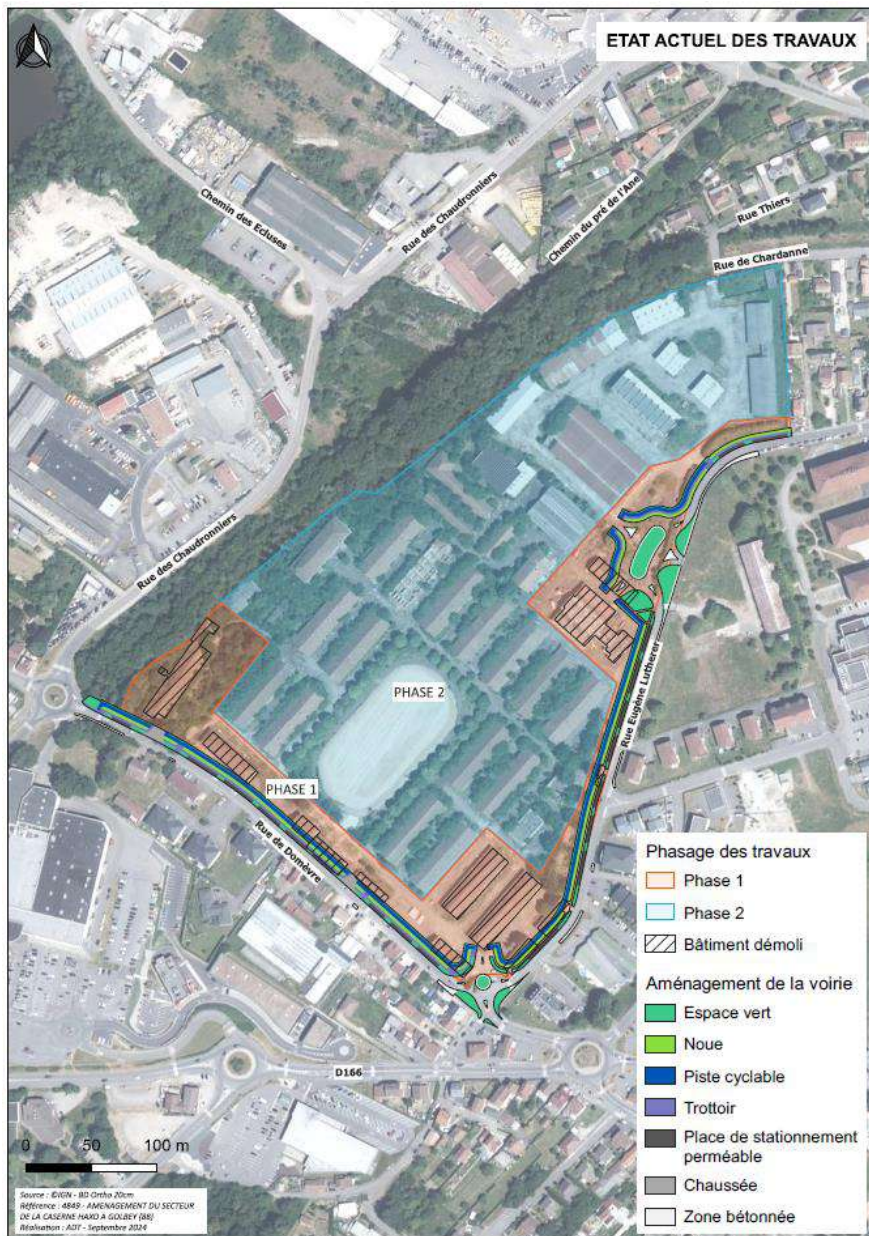 ETAT ACTUEL DES TRAVAUX
Chemin des Ecluses
Rue des Chaudronniers
Chemin du pré de l'Ane
Rue Thiers
Rue de Chardanne
Rue des Chaudronniers
PHASE 2
Rue Eugène Lutherer
PHASE 1
Rue de Domèvre
D166
Phasage des travaux
Phase 1
Phase 2
Bâtiment démoli
Aménagement de la voirie
Espace vert
Noue
Piste cyclable
Trottoir
Place de stationnement
perméable
Chaussée
Zone bétonnée
0 50 100 m
Source : ©IGN - BD Ortho 20cm
Référence : 4849 - AMENAGEMENT DU SECTEUR
DE LA CASERNE HAXO A GOLBEY (88)
Réalisation : ADT - Septembre 2024